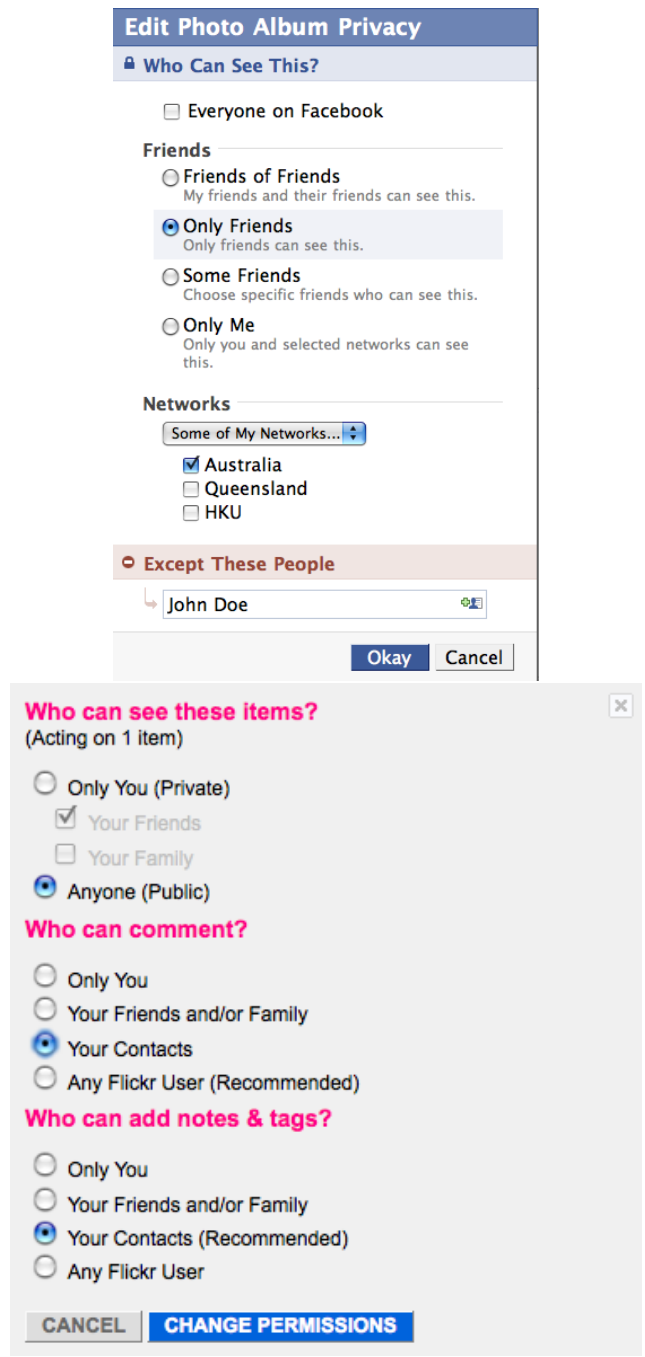 Edit Photo Album Privacy
Who Can See This?
Everyone on Facebook
Friends
Friends of Friends
My friends and their friends can see this.
Only Friends
Only friends can see this.
Some Friends
Choose specific friends who can see this.
Only Me
Only you and selected networks can see
this.
Networks
Some of My Networks...
Australia
Queensland
HKU
Except These People
John Doe
Okay Cancel
Who can see these items?
(Acting on 1 item)
Only You (Private)
Your Friends
Your Family
Anyone (Public)
Who can comment?
Only You
Your Friends and/or Family
Your Contacts
Any Flickr User (Recommended)
Who can add notes & tags?
Only You
Your Friends and/or Family
Your Contacts (Recommended)
Any Flickr User
CANCEL CHANGE PERMISSIONS